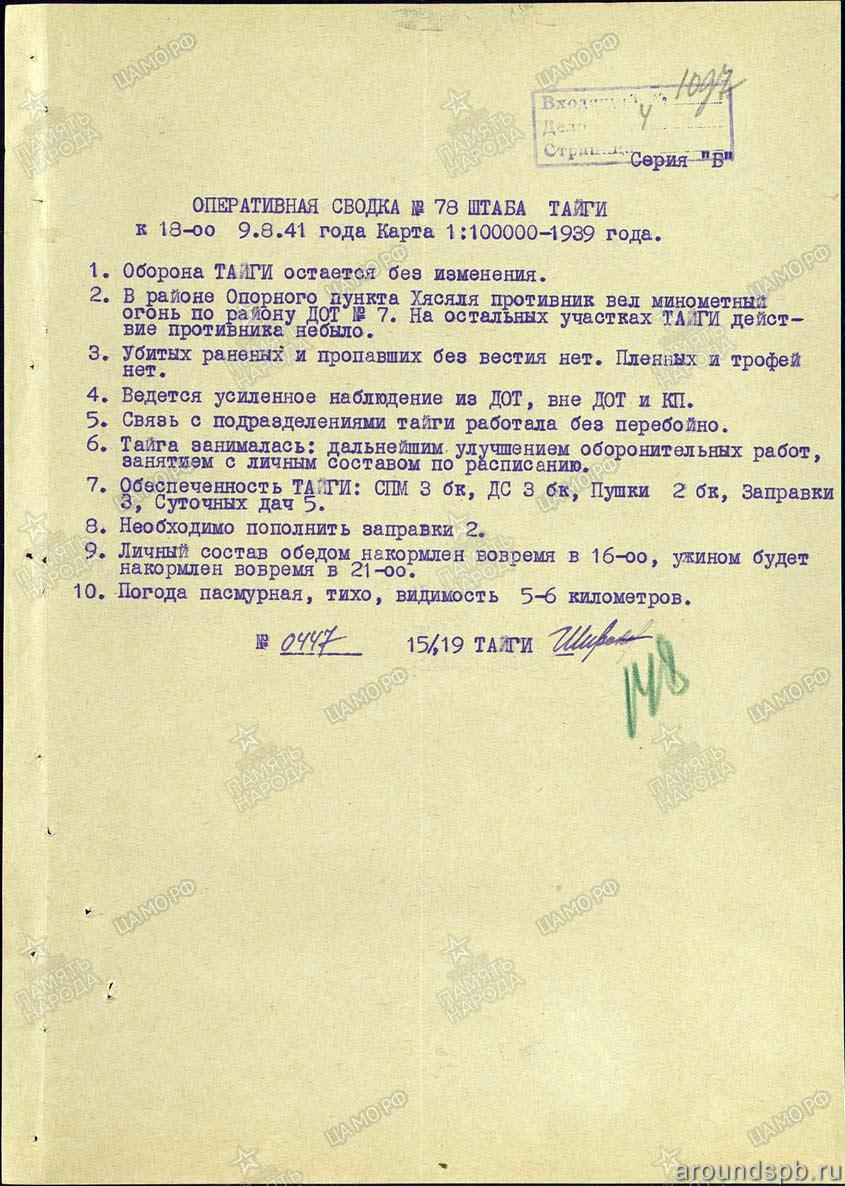 Входящий № 1097
Дело 4
Страница
Серия "Б"
ОПЕРАТИВНАЯ СВОДКА № 78 ШТАБА ТАЙГИ
к 18-оо 9.8.41 года Карта 1:100000-1939 года.
1. Оборона ТАЙГИ остается без изменения.
2. В районе Опорного пункта Хясяля противник вел минометный
огонь по району ДОТ № 7. На остальных участках ТАЙГИ дейст-
вие противника небыло.
3. Убитых раненых и пропавших без вестия нет. Пленных и трофей
нет.
4. Ведется усиленное наблюдение из ДОТ, вне ДОТ и КП.
5. Связь с подразделениями тайги работала без перебойно.
6. Тайга занималась: дальнейшим улучшением оборонительных работ,
занятием с личным составом по расписанию.
7. Обеспеченность ТАЙГИ: СПМ 3 бк, ДС 3 бк, Пушки 2 бк, Заправки
3, Суточных дач 5.
8. Необходимо пополнить заправки 2.
9. Личный состав обедом накормлен вовремя в 16-оо, ужином будет
накормлен вовремя в 21-оо.
10. Погода пасмурная, тихо, видимость 5-6 километров.
№ 0447 15/,19 ТАЙГИ
148
ЦАМО РФ
ПАМЯТЬ НАРОДА
aroundspb.ru